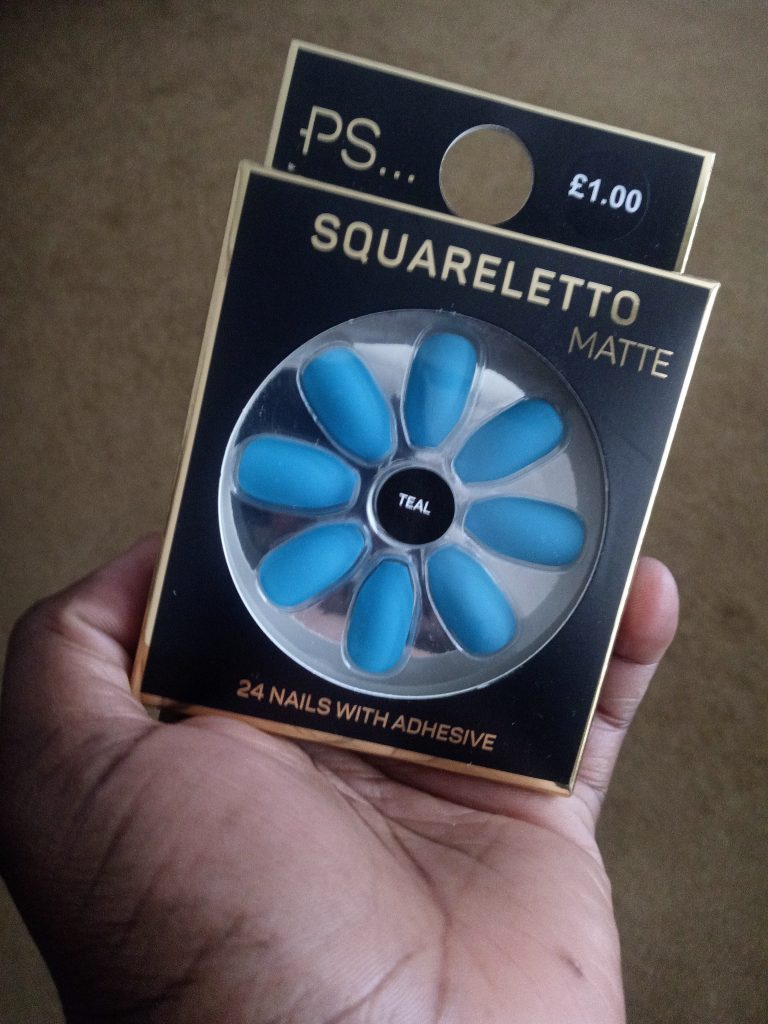 PS...
£1.00
SQUARELETTO
MATTE
TEAL
24 NAILS WITH ADHESIVE